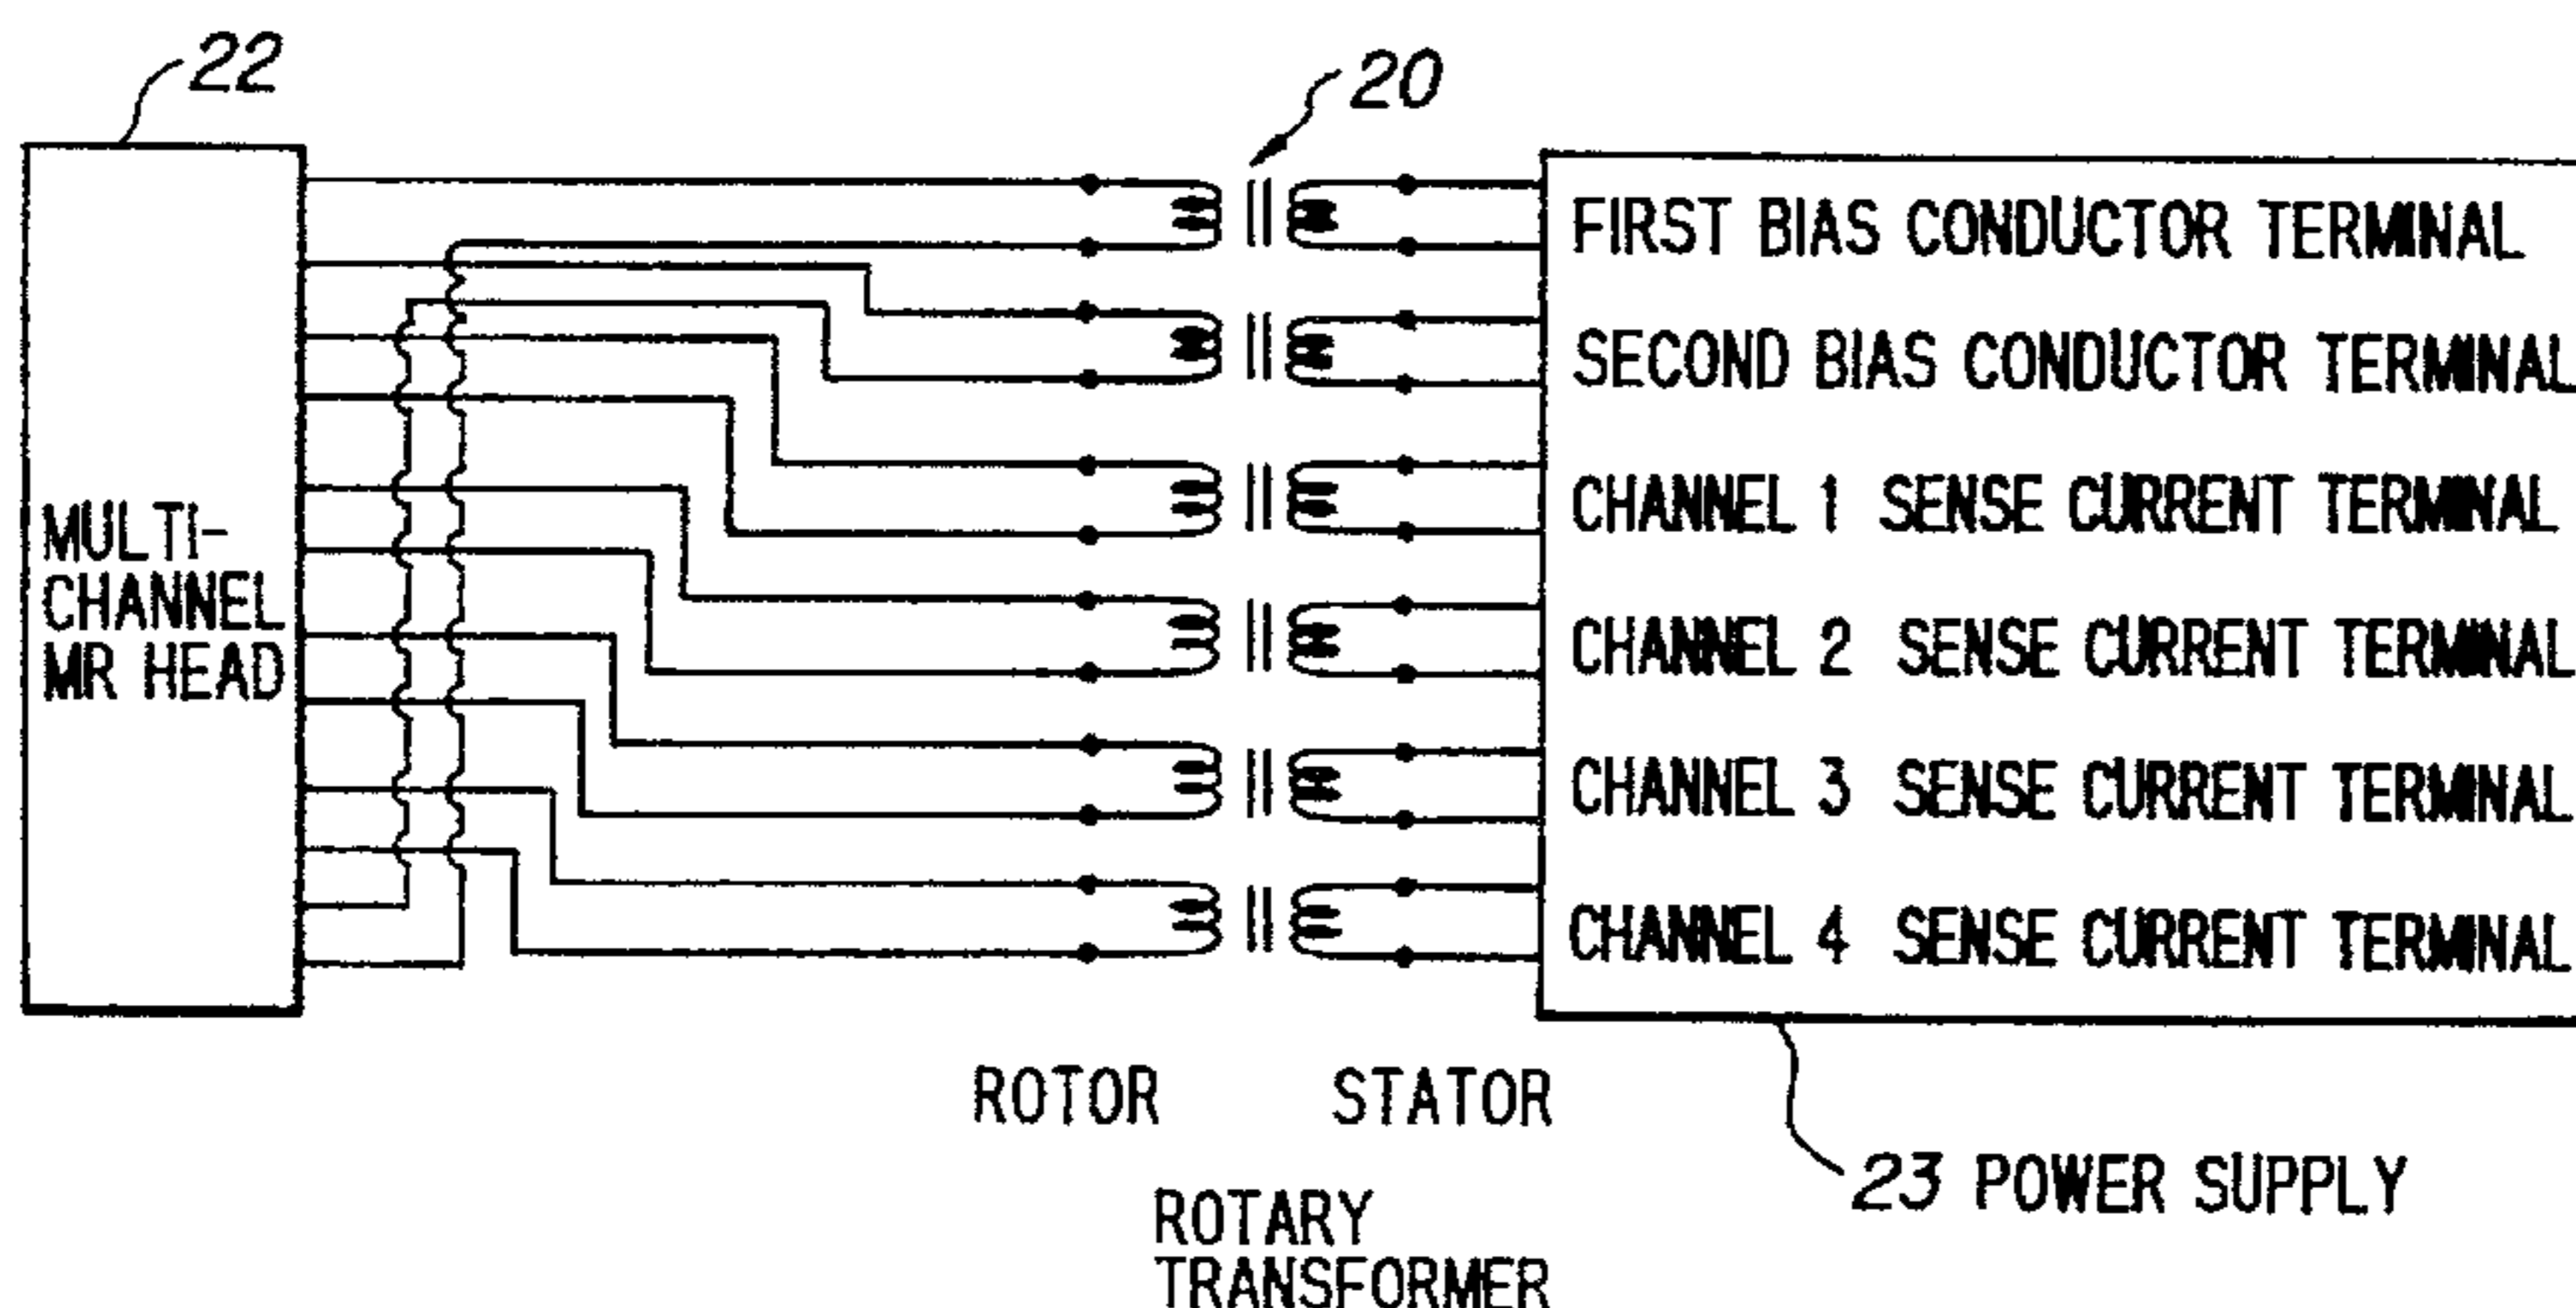 22
20
FIRST BIAS CONDUCTOR TERMINAL
SECOND BIAS CONDUCTOR TERMINAL
CHANNEL 1 SENSE CURRENT TERMINAL
MULTI-
CHANNEL
MR HEAD
CHANNEL 2 SENSE CURRENT TERMINAL
CHANNEL 3 SENSE CURRENT TERMINAL
CHANNEL 4 SENSE CURRENT TERMINAL
ROTOR
STATOR
23 POWER SUPPLY
ROTARY
TRANSFORMER